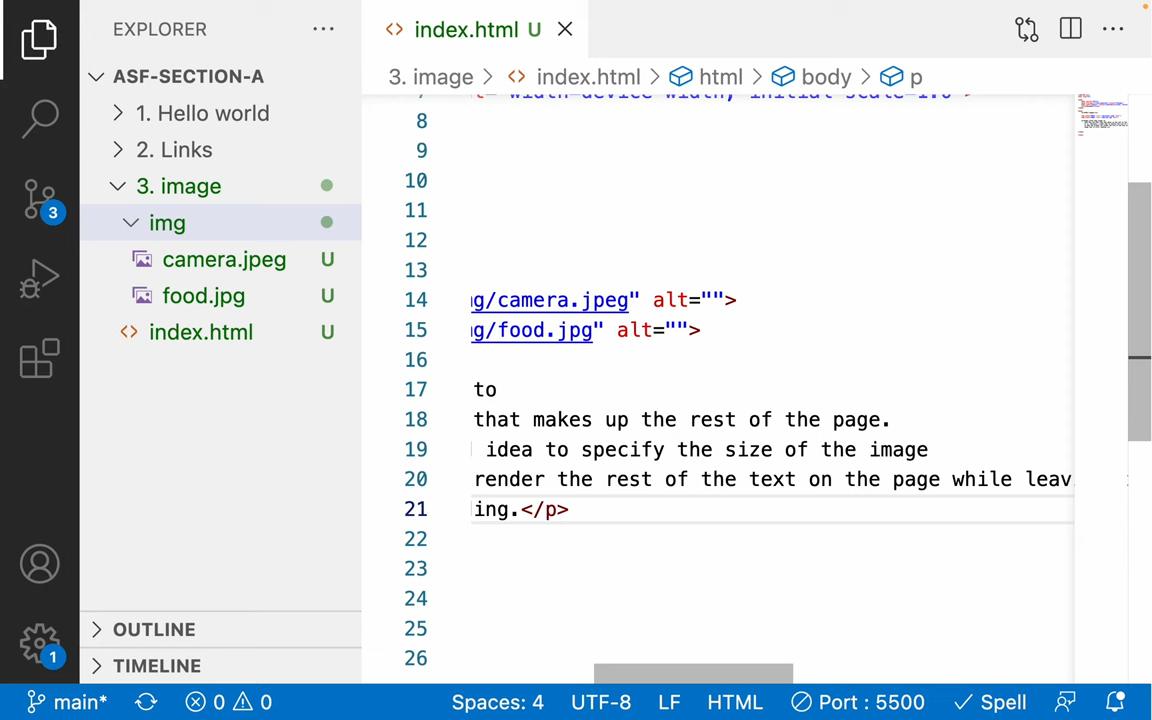 EXPLORER
ASF-SECTION-A
1. Hello world
2. Links
3. image
img
camera.jpeg U
food.jpg U
index.html U
OUTLINE
TIMELINE
3
1
index.html U
3. image > index.html > html > body > p
8
9
10
11
12
13
14 g/camera.jpeg" alt="">
15 g/food.jpg" alt="">
16
17 to
18 that makes up the rest of the page.
19 idea to specify the size of the image
20 render the rest of the text on the page while leav
21 ing.</p>
22
23
24
25
26
main* 0 0 Spaces: 4 UTF-8 LF HTML Port : 5500 Spell